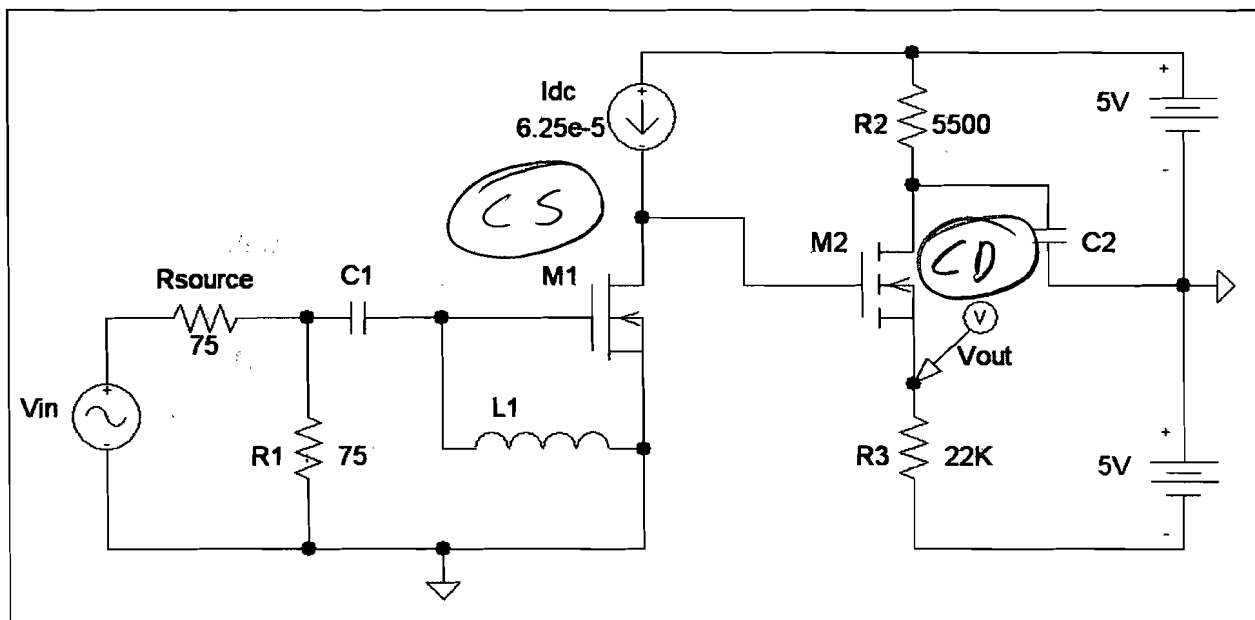 Idc
6.25e-5
+
-
R2
5500
+
5V
-
CS
M1
M2
CD
C2
Rsource
75
C1
V
Vout
Vin
+
-
R1
75
L1
R3
22K
+
5V
-